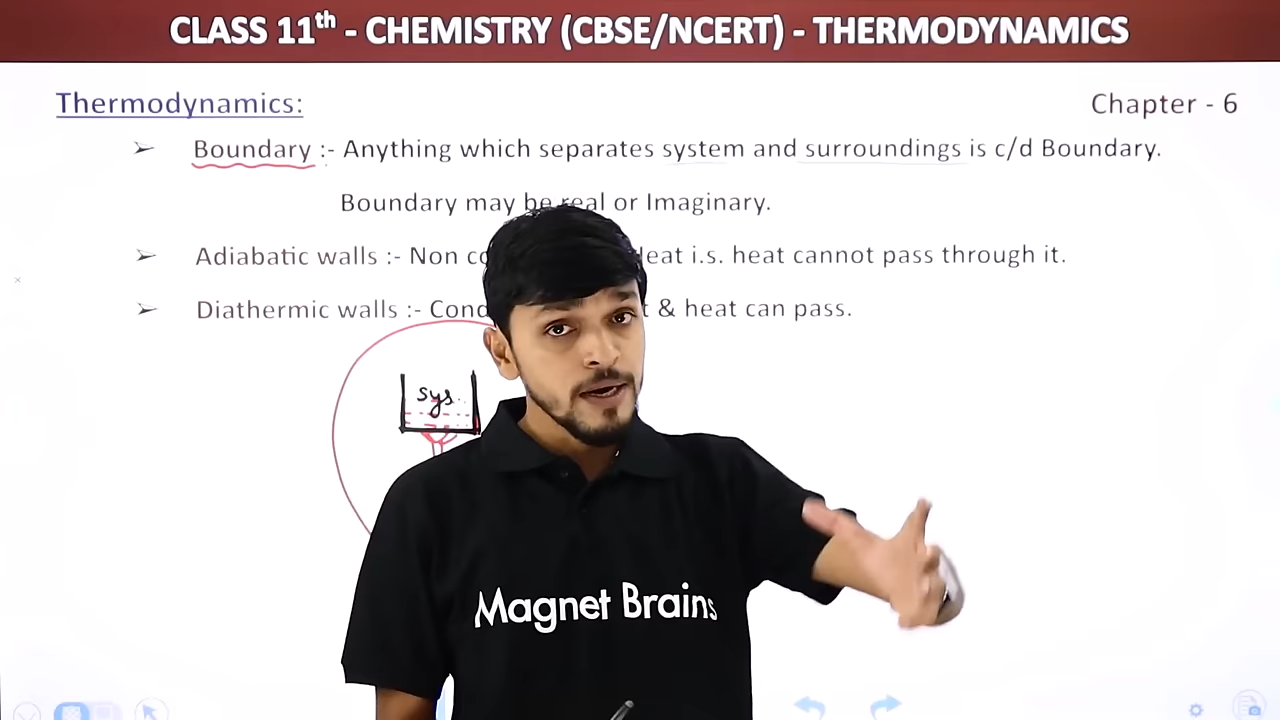 CLASS 11th - CHEMISTRY (CBSE/NCERT) - THERMODYNAMICS
Thermodynamics:
Chapter - 6
➢ Boundary :- Anything which separates system and surroundings is c/d Boundary.
Boundary may be real or Imaginary.
➢ Adiabatic walls :- Non eat i.s. heat cannot pass through it.
➢ Diathermic walls :- t & heat can pass.
sys.
Magnet Brains